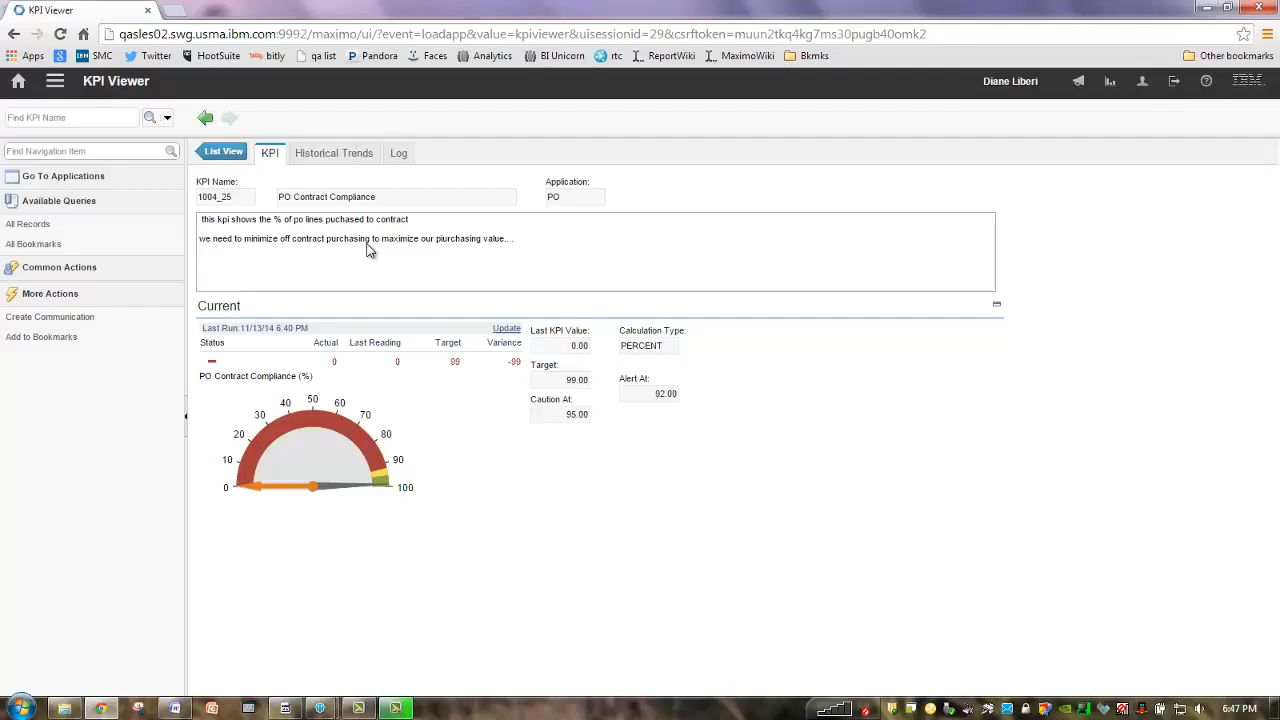 KPI Viewer
qasles02.swg.usma.ibm.com:9992/maximo/ui/?event=loadapp&value=kpiviewer&uisessionid=29&csrftoken=muun2tkq4kg7ms30pugb40omk2
Apps SMC Twitter HootSuite bitly qa list Pandora Faces Analytics BI Unicorn rtc ReportWiki MaximoWiki Bkmks Other bookmarks
KPI Viewer Diane Liberi IBM
Find KPI Name
Find Navigation Item List View KPI Historical Trends Log
Go To Applications
Available Queries
All Records
All Bookmarks
Common Actions
More Actions
Create Communication
Add to Bookmarks
KPI Name: Application:
1004_25 PO Contract Compliance PO
this kpi shows the % of po lines puchased to contract
we need to minimize off contract purchasing to maximize our piurchasing value....
Current
Last Run:11/13/14 6:40 PM Update
Status Actual Last Reading Target Variance
0 0 99 -99
PO Contract Compliance (%)
0 10 20 30 40 50 60 70 80 90 100
Last KPI Value: Calculation Type:
0.00 PERCENT
Target:
99.00
Alert At:
92.00
Caution At:
95.00
6:47 PM